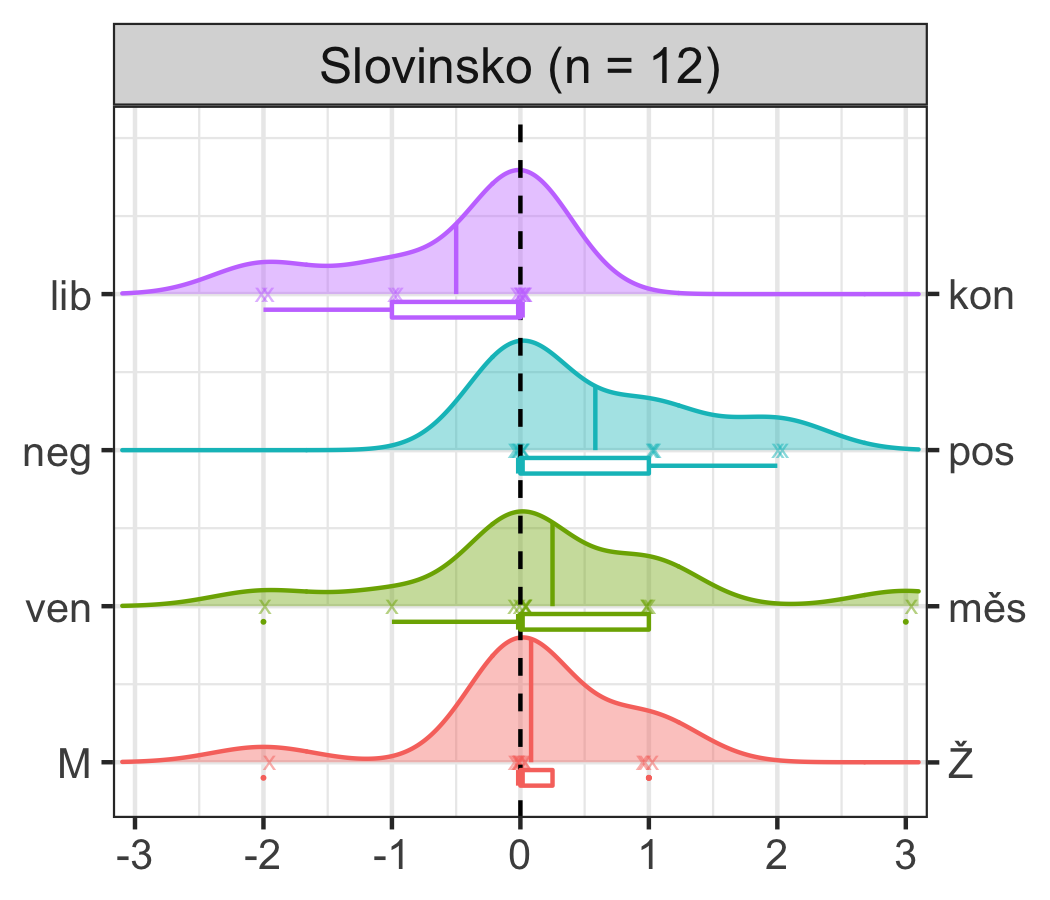 Slovinsko (n = 12)
lib kon
neg pos
ven měs
M Ž
-3 -2 -1 0 1 2 3